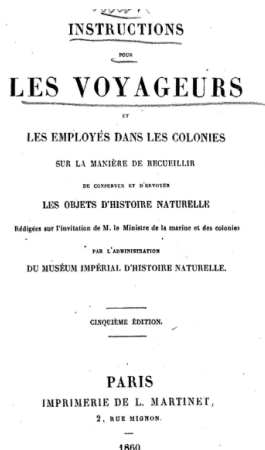 INSTRUCTIONS
POUR
LES VOYAGEURS
ET
LES EMPLOYÉS DANS LES COLONIES
SUR LA MANIÈRE DE RECUEILLIR
DE CONSERVER ET D'ENVOYER
LES OBJETS D'HISTOIRE NATURELLE
Rédigées sur l'invitation de M. le Ministre de la marine et des colonies
PAR L'ADMINISTRATION
DU MUSÉUM IMPÉRIAL D'HISTOIRE NATURELLE.
CINQUIÈME ÉDITION.
PARIS
IMPRIMERIE DE L. MARTINET,
2, RUE MIGNON.
1860